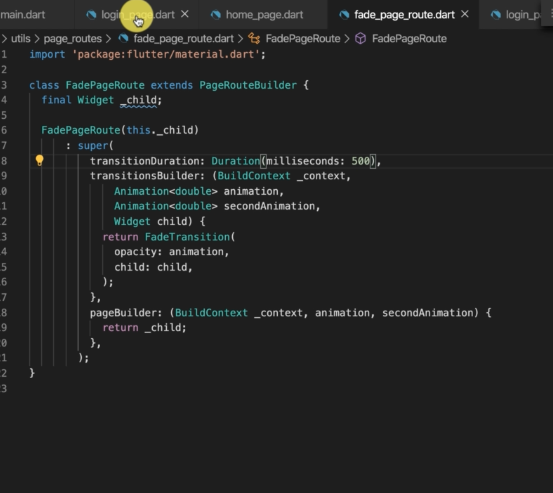 main.dart login_page.dart × home_page.dart fade_page_route.dart × login_p
> utils > page_routes > fade_page_route.dart > FadePageRoute > FadePageRoute
1 import 'package:flutter/material.dart';
2
3 class FadePageRoute extends PageRouteBuilder {
4 final Widget _child;
5
6 FadePageRoute(this._child)
7 : super(
8 transitionDuration: Duration(milliseconds: 500),
9 transitionsBuilder: (BuildContext _context,
0 Animation<double> animation,
1 Animation<double> secondAnimation,
2 Widget child) {
3 return FadeTransition(
4 opacity: animation,
5 child: child,
6 );
7 },
8 pageBuilder: (BuildContext _context, animation, secondAnimation) {
9 return _child;
0 },
1 );
2 }
3